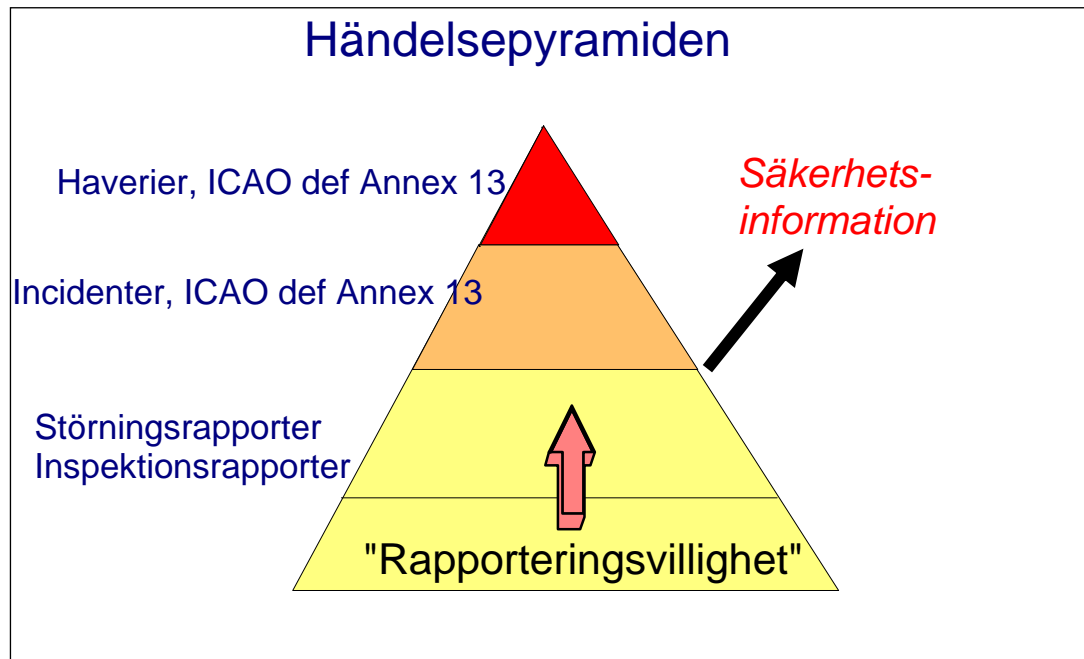 Händelsepyramiden
Haverier, ICAO def Annex 13
Säkerhets-
information
Incidenter, ICAO def Annex 13
Störningsrapporter
Inspektionsrapporter
"Rapporteringsvillighet"